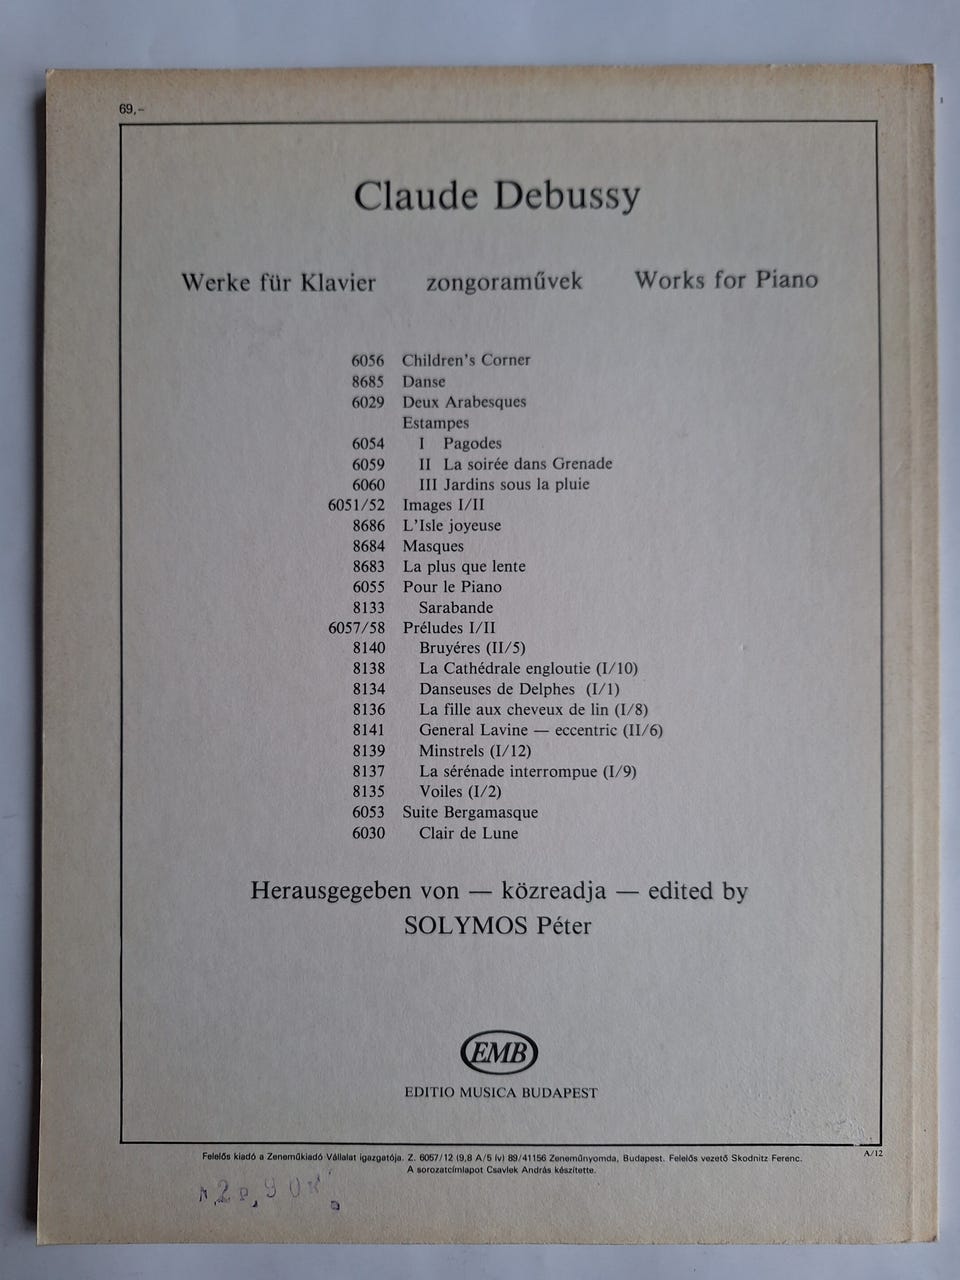 69,-
Claude Debussy
Werke für Klavier zongoraművek Works for Piano
6056 Children's Corner
8685 Danse
6029 Deux Arabesques
Estampes
6054 I Pagodes
6059 II La soirée dans Grenade
6060 III Jardins sous la pluie
6051/52 Images I/II
8686 L'Isle joyeuse
8684 Masques
8683 La plus que lente
6055 Pour le Piano
8133 Sarabande
6057/58 Préludes I/II
8140 Bruyéres (II/5)
8138 La Cathédrale engloutie (I/10)
8134 Danseuses de Delphes (I/1)
8136 La fille aux cheveux de lin (I/8)
8141 General Lavine — eccentric (II/6)
8139 Minstrels (I/12)
8137 La sérénade interrompue (I/9)
8135 Voiles (I/2)
6053 Suite Bergamasque
6030 Clair de Lune
Herausgegeben von — közreadja — edited by
SOLYMOS Péter
EMB
EDITIO MUSICA BUDAPEST
Felelős kiadó a Zeneműkiadó Vállalat igazgatója. Z. 6057/12 (9,8 A/5 ív) 89/41156 Zeneműnyomda, Budapest. Felelős vezető Skodnitz Ferenc.
A/12
A sorozatcímlapot Csavlek András készítette.